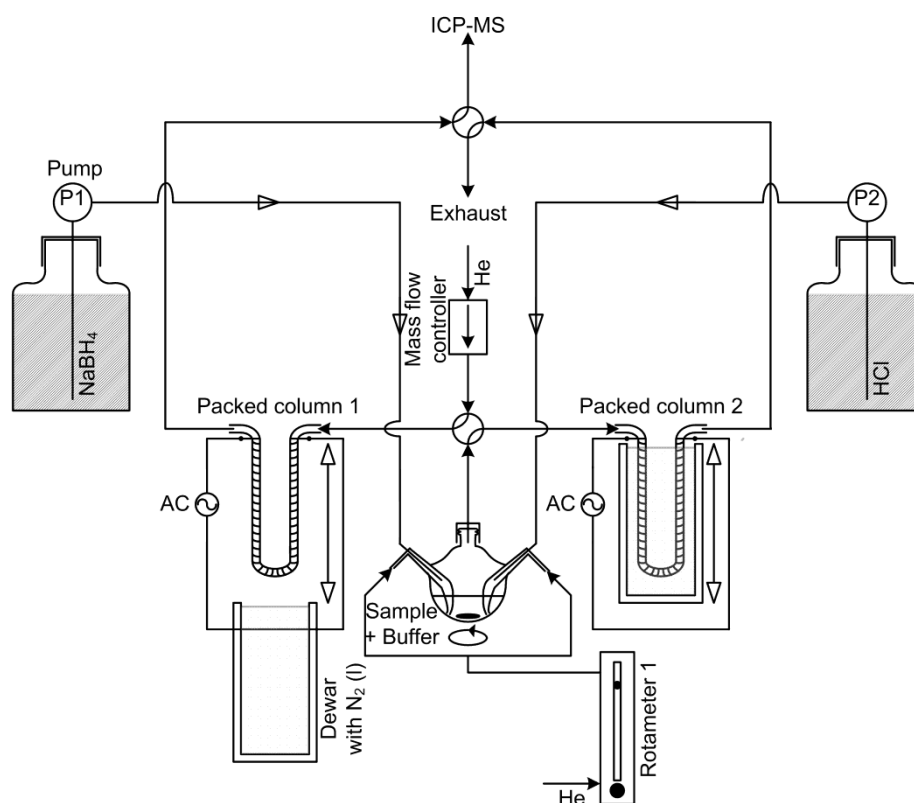 ICP-MS
Pump
P1
P2
Exhaust
He
Mass flow
controller
NaBH₄
HCl
Packed column 1
Packed column 2
AC
AC
Sample
+ Buffer
Dewar
with N₂ (l)
Rotameter 1
He